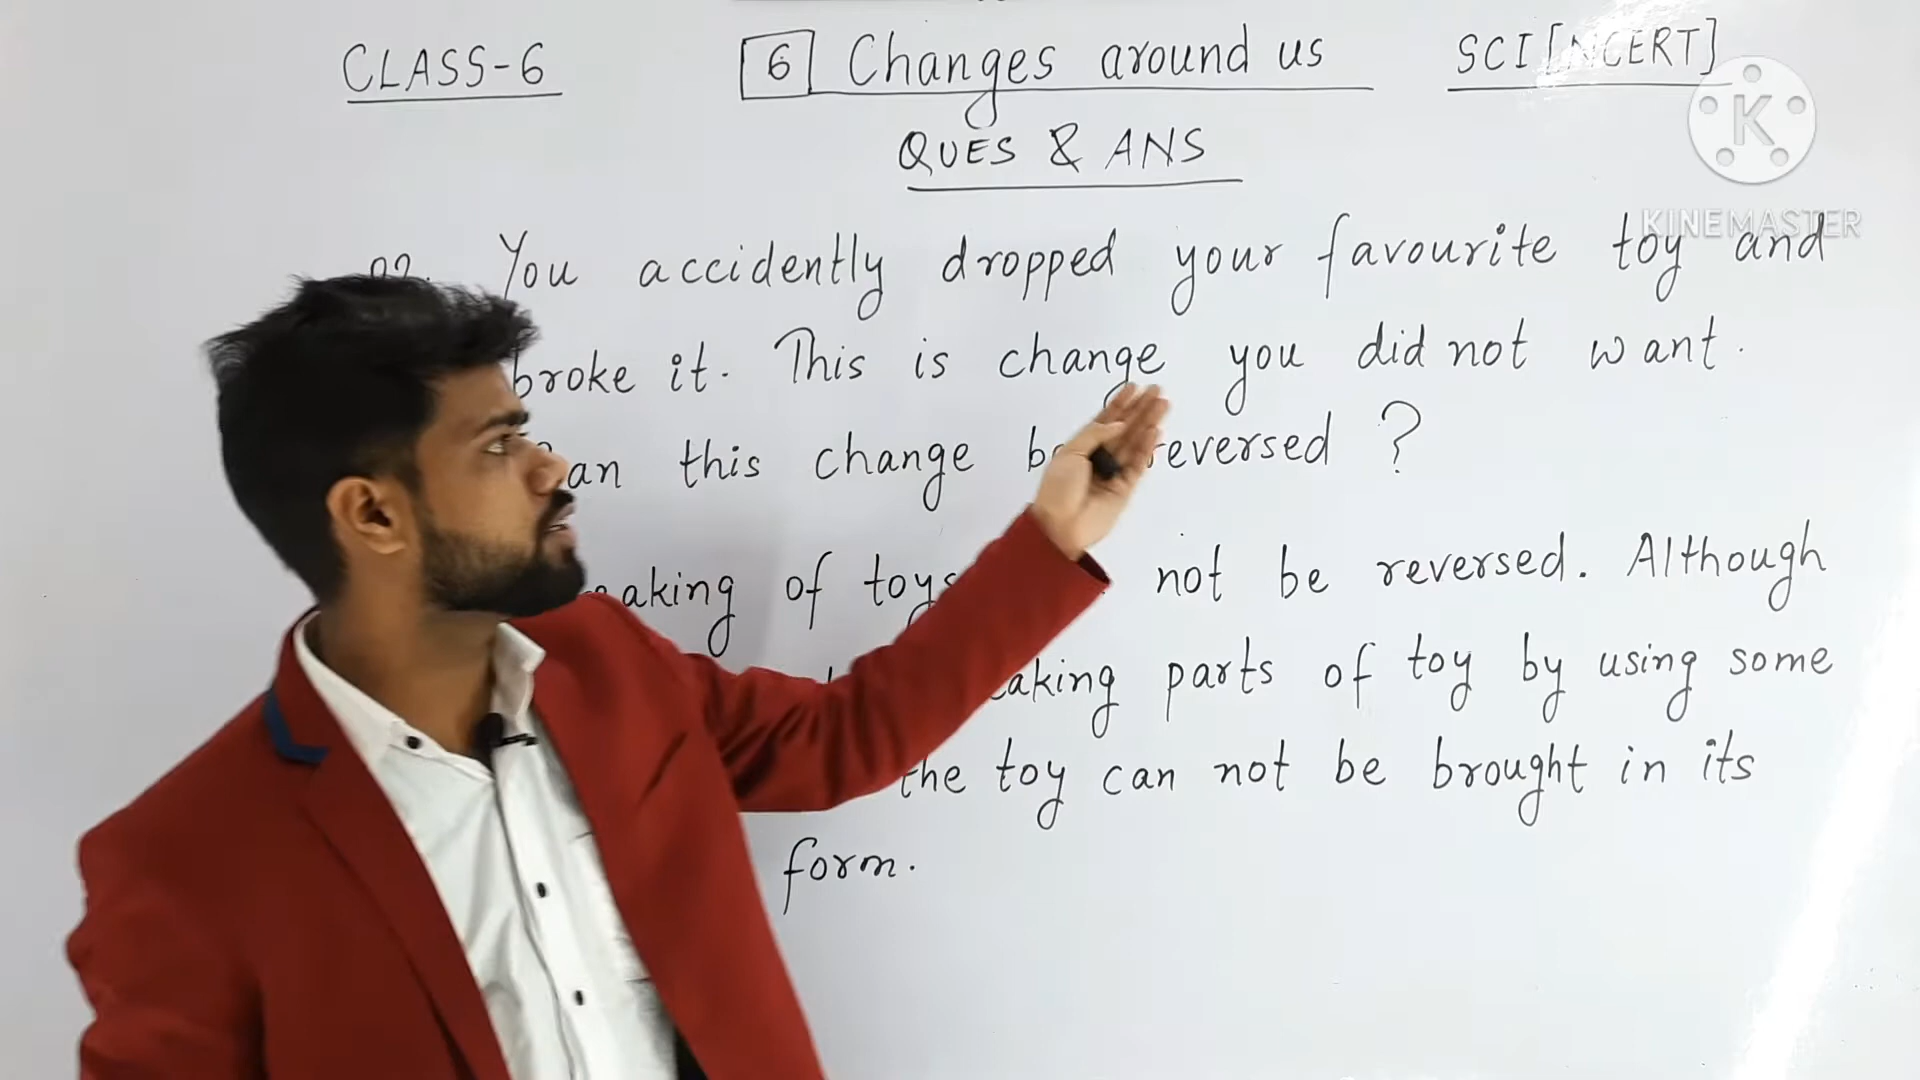 CLASS-6 6 Changes around us SCI [NCERT]
QUES & ANS
K
KINEMASTER
You accidently dropped your favourite toy and
broke it. This is change you did not want.
this change reversed ?
of toys not be reversed. Although
parts of toy by using some
the toy can not be brought in its
form.